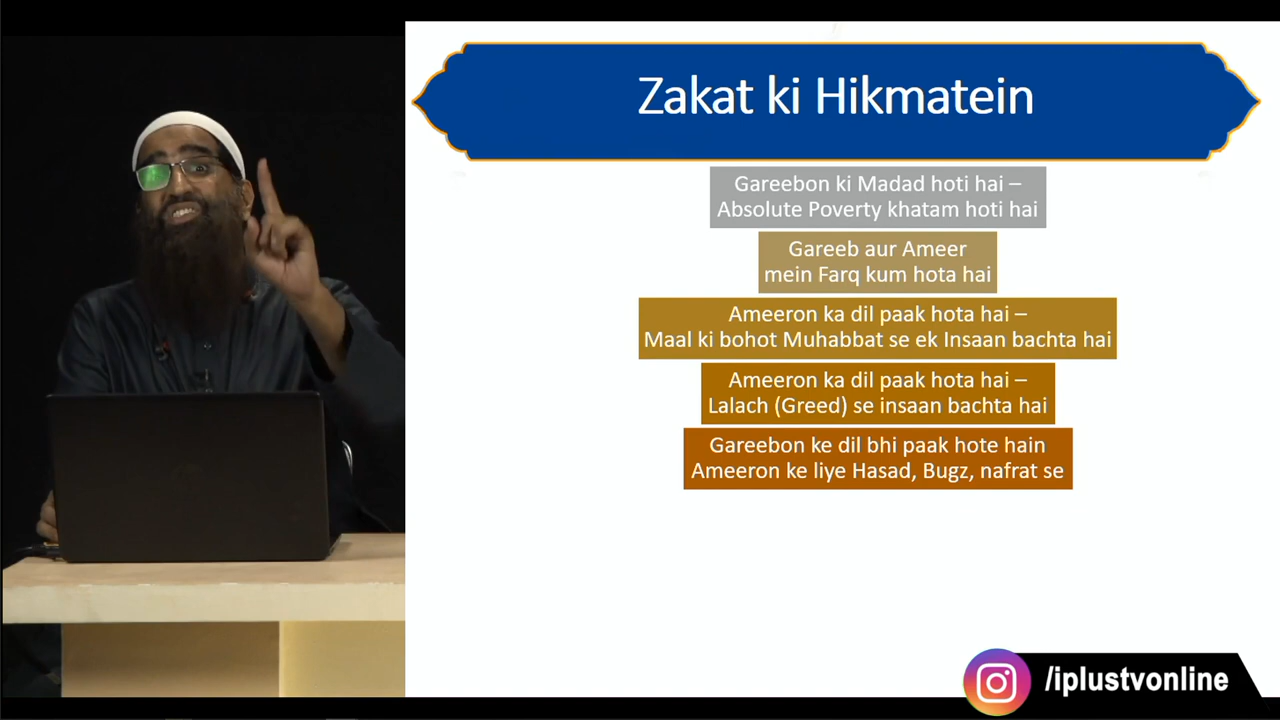 Zakat ki Hikmatein
Gareebon ki Madad hoti hai –
Absolute Poverty khatam hoti hai
Gareeb aur Ameer
mein Farq kum hota hai
Ameeron ka dil paak hota hai –
Maal ki bohot Muhabbat se ek Insaan bachta hai
Ameeron ka dil paak hota hai –
Lalach (Greed) se insaan bachta hai
Gareebon ke dil bhi paak hote hain
Ameeron ke liye Hasad, Bugz, nafrat se
/iplustvonline